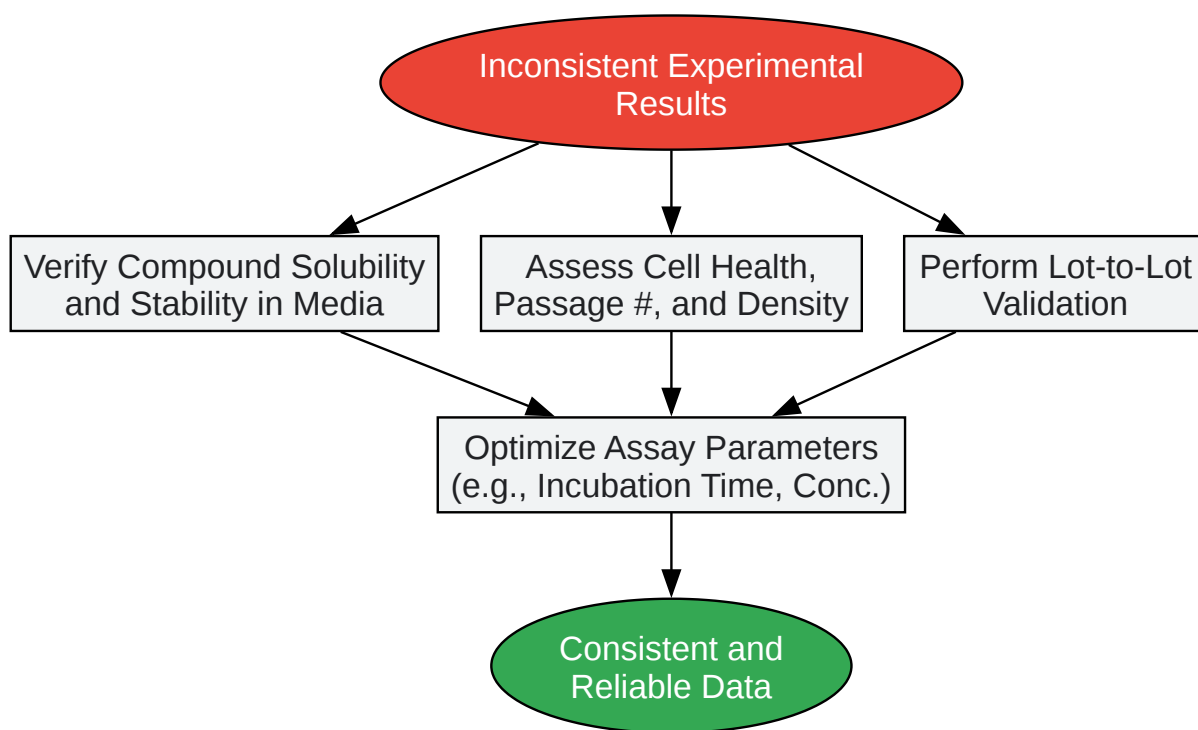 Inconsistent Experimental
Results
Verify Compound Solubility
and Stability in Media
Assess Cell Health,
Passage #, and Density
Perform Lot-to-Lot
Validation
Optimize Assay Parameters
(e.g., Incubation Time, Conc.)
Consistent and
Reliable Data